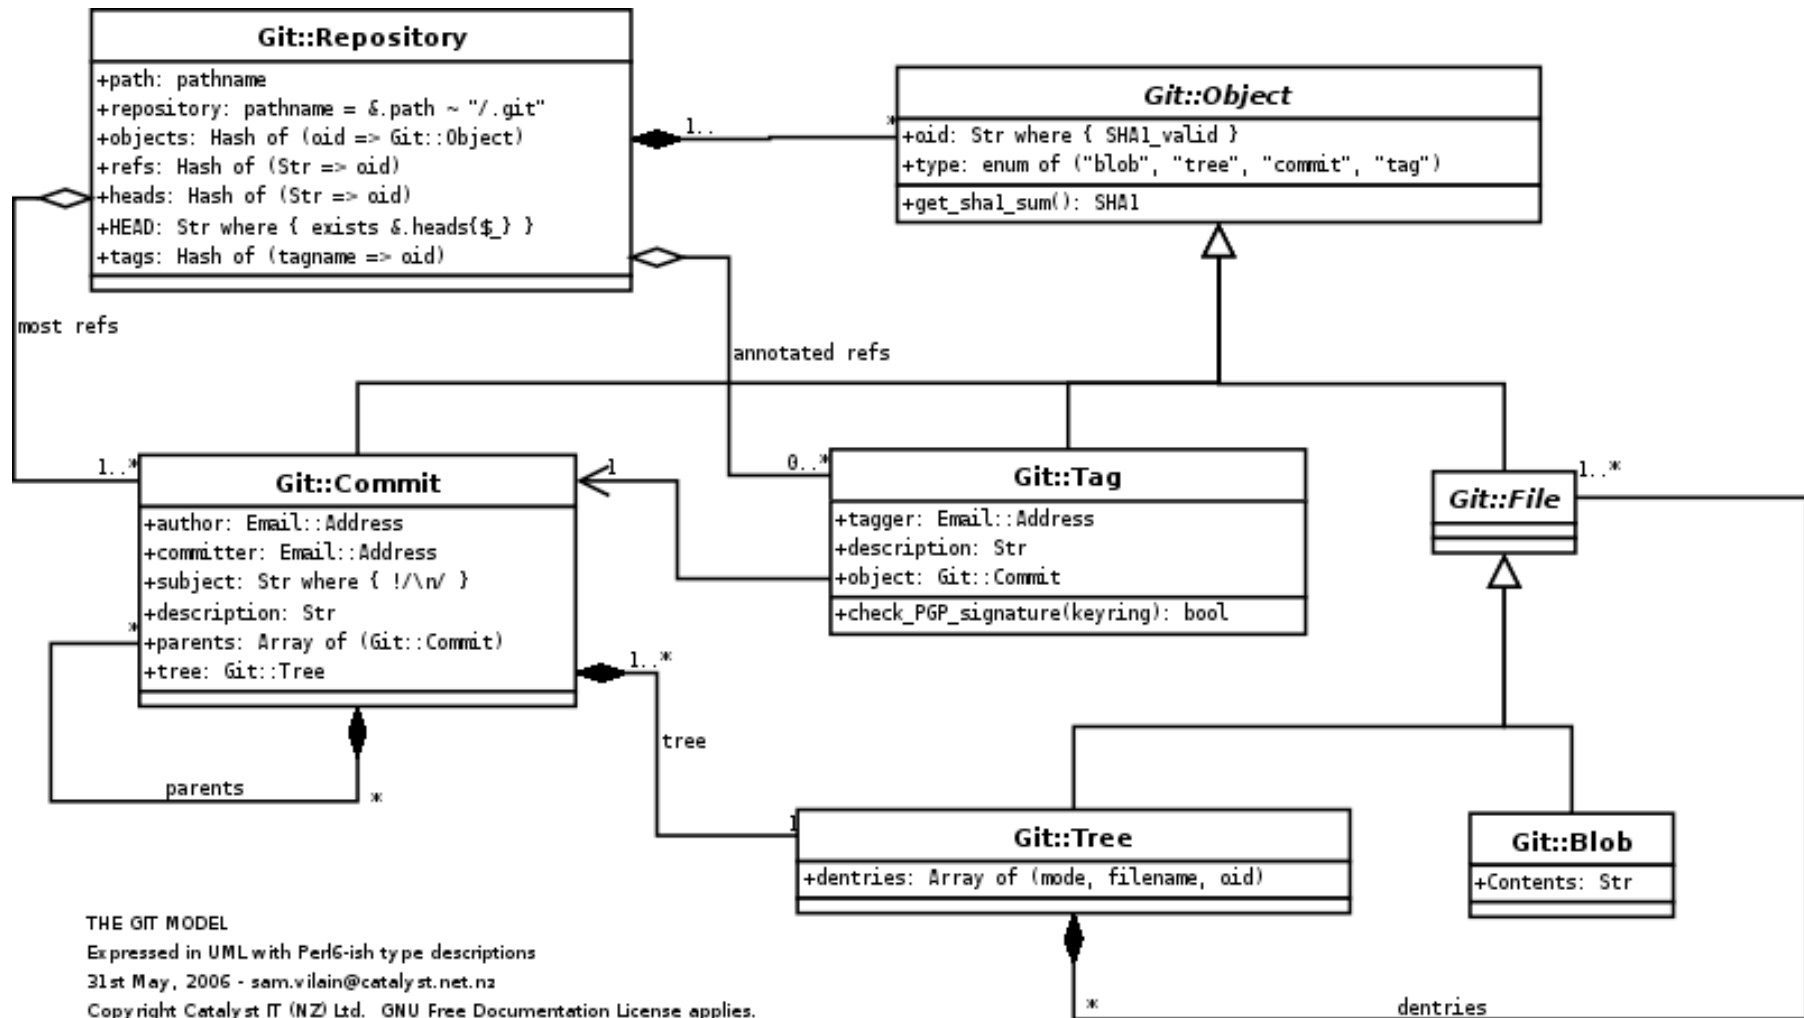 Git::Repository
+path: pathname
+repository: pathname = &.path ~ "/.git"
+objects: Hash of (oid => Git::Object)
+refs: Hash of (Str => oid)
+heads: Hash of (Str => oid)
+HEAD: Str where { exists &.heads{$_} }
+tags: Hash of (tagname => oid)
1..
*
Git::Object
+oid: Str where { SHA1_valid }
+type: enum of ("blob", "tree", "commit", "tag")
+get_sha1_sum(): SHA1
most refs
annotated refs
1..*
Git::Commit
+author: Email::Address
+committer: Email::Address
+subject: Str where { !/\n/ }
+description: Str
+parents: Array of (Git::Commit)
+tree: Git::Tree
*
parents
*
1
0..*
Git::Tag
+tagger: Email::Address
+description: Str
+object: Git::Commit
+check_PGP_signature(keyring): bool
Git::File
1..*
1..*
tree
1
Git::Tree
+dentries: Array of (mode, filename, oid)
Git::Blob
+Contents: Str
*
dentries
THE GIT MODEL
Expressed in UML with Perl6-ish type descriptions
31st May, 2006 - sam.vilain@catalyst.net.nz
Copyright Catalyst IT (NZ) Ltd. GNU Free Documentation License applies.